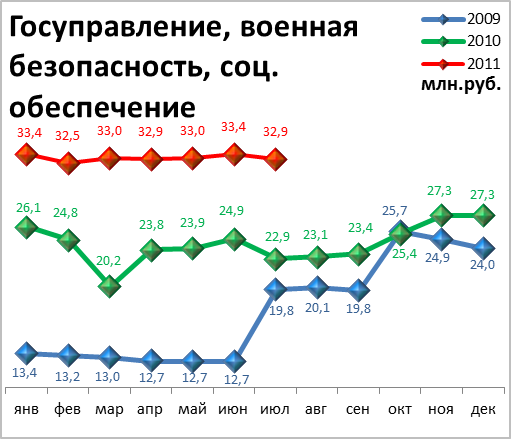 Госуправление, военная
безопасность, соц.
обеспечение
2009
2010
2011
млн.руб.
33,4 32,5 33,0 32,9 33,0 33,4 32,9
26,1 24,8 20,2 23,8 23,9 24,9 22,9 23,1 23,4 25,4 27,3 27,3
13,4 13,2 13,0 12,7 12,7 12,7 19,8 20,1 19,8 25,7 24,9 24,0
янв фев мар апр май июн июл авг сен окт ноя дек